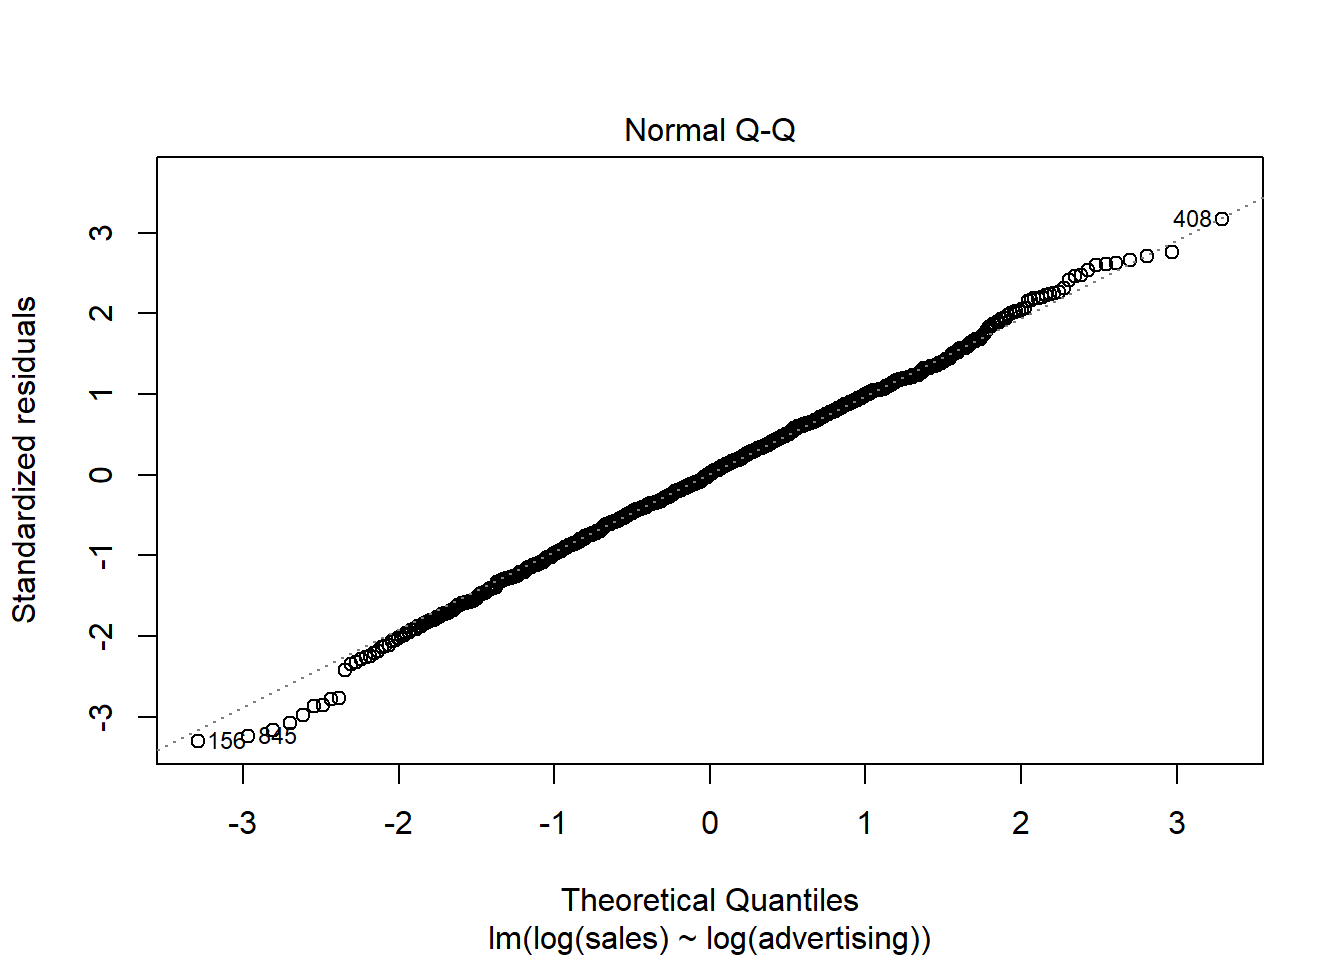 Normal Q-Q
Standardized residuals
3
2
1
0
-1
-2
-3
408
156
845
-3 -2 -1 0 1 2 3
Theoretical Quantiles
lm(log(sales) ~ log(advertising))